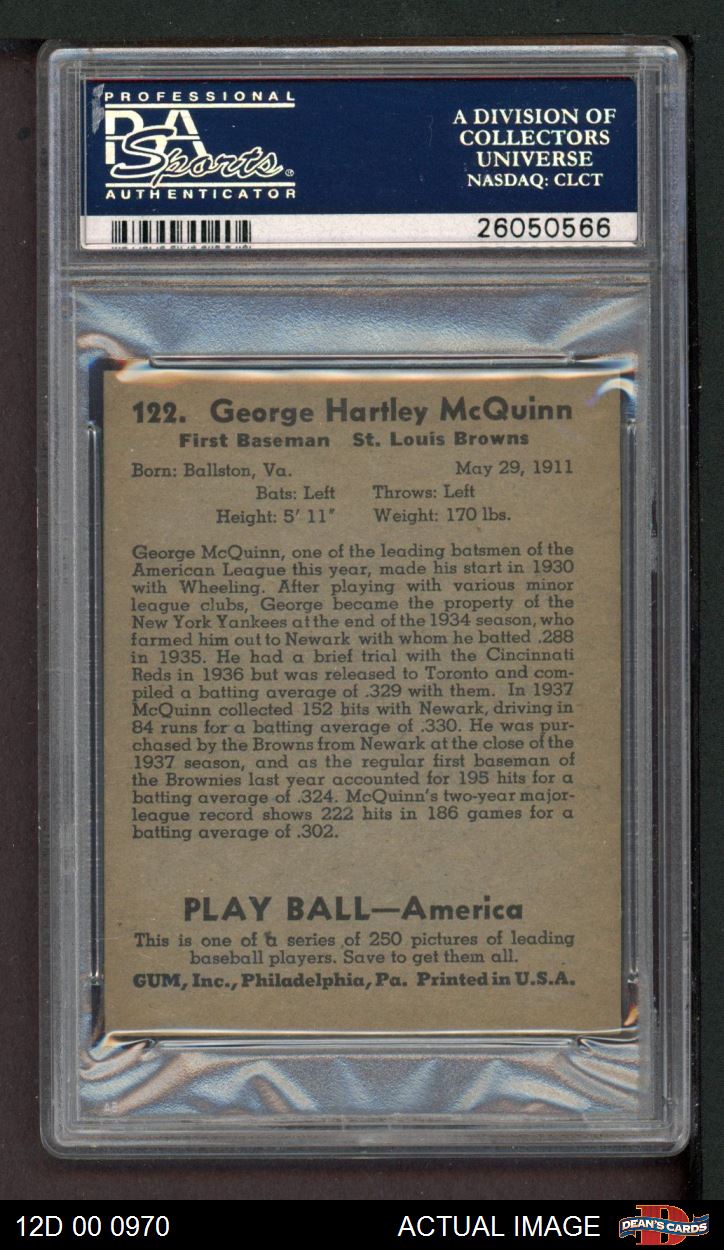 PROFESSIONAL
PSA
Sports®
AUTHENTICATOR
A DIVISION OF
COLLECTORS
UNIVERSE
NASDAQ: CLCT
26050566
122. George Hartley McQuinn
First Baseman St. Louis Browns
Born: Ballston, Va. May 29, 1911
Bats: Left Throws: Left
Height: 5' 11" Weight: 170 lbs.
George McQuinn, one of the leading batsmen of the
American League this year, made his start in 1930
with Wheeling. After playing with various minor
league clubs, George became the property of the
New York Yankees at the end of the 1934 season, who
farmed him out to Newark with whom he batted .288
in 1935. He had a brief trial with the Cincinnati
Reds in 1936 but was released to Toronto and com-
piled a batting average of .329 with them. In 1937
McQuinn collected 152 hits with Newark, driving in
84 runs for a batting average of .330. He was pur-
chased by the Browns from Newark at the close of the
1937 season, and as the regular first baseman of
the Brownies last year accounted for 195 hits for a
batting average of .324. McQuinn's two-year major-
league record shows 222 hits in 186 games for a
batting average of .302.
PLAY BALL—America
This is one of a series of 250 pictures of leading
baseball players. Save to get them all.
GUM, Inc., Philadelphia, Pa. Printed in U.S.A.
12D 00 0970
ACTUAL IMAGE
DEAN'S CARDS